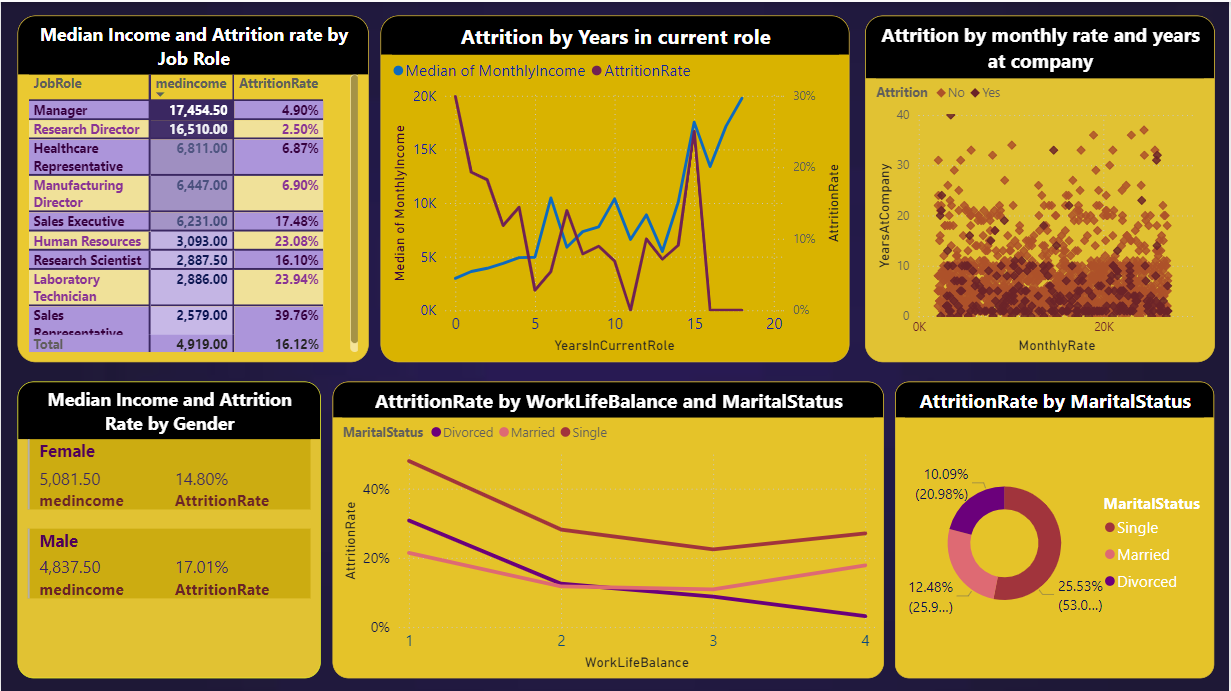 Median Income and Attrition rate by
Job Role
JobRole medincome AttritionRate
Manager 17,454.50 4.90%
Research Director 16,510.00 2.50%
Healthcare
Representative 6,811.00 6.87%
Manufacturing
Director 6,447.00 6.90%
Sales Executive 6,231.00 17.48%
Human Resources 3,093.00 23.08%
Research Scientist 2,887.50 16.10%
Laboratory
Technician 2,886.00 23.94%
Sales
Representative 2,579.00 39.76%
Total 4,919.00 16.12%
Attrition by Years in current role
Median of MonthlyIncome AttritionRate
20K
15K
10K
5K
0K
Median of MonthlyIncome
30%
20%
10%
0%
AttritionRate
0 5 10 15 20
YearsInCurrentRole
Attrition by monthly rate and years
at company
Attrition No Yes
40
30
20
10
0
YearsAtCompany
0K 20K
MonthlyRate
Median Income and Attrition
Rate by Gender
Female
5,081.50 14.80%
medincome AttritionRate
Male
4,837.50 17.01%
medincome AttritionRate
AttritionRate by WorkLifeBalance and MaritalStatus
MaritalStatus Divorced Married Single
40%
20%
0%
AttritionRate
1 2 3 4
WorkLifeBalance
AttritionRate by MaritalStatus
10.09%
(20.98%)
12.48%
(25.9...)
25.53%
(53.0...)
MaritalStatus
Single
Married
Divorced